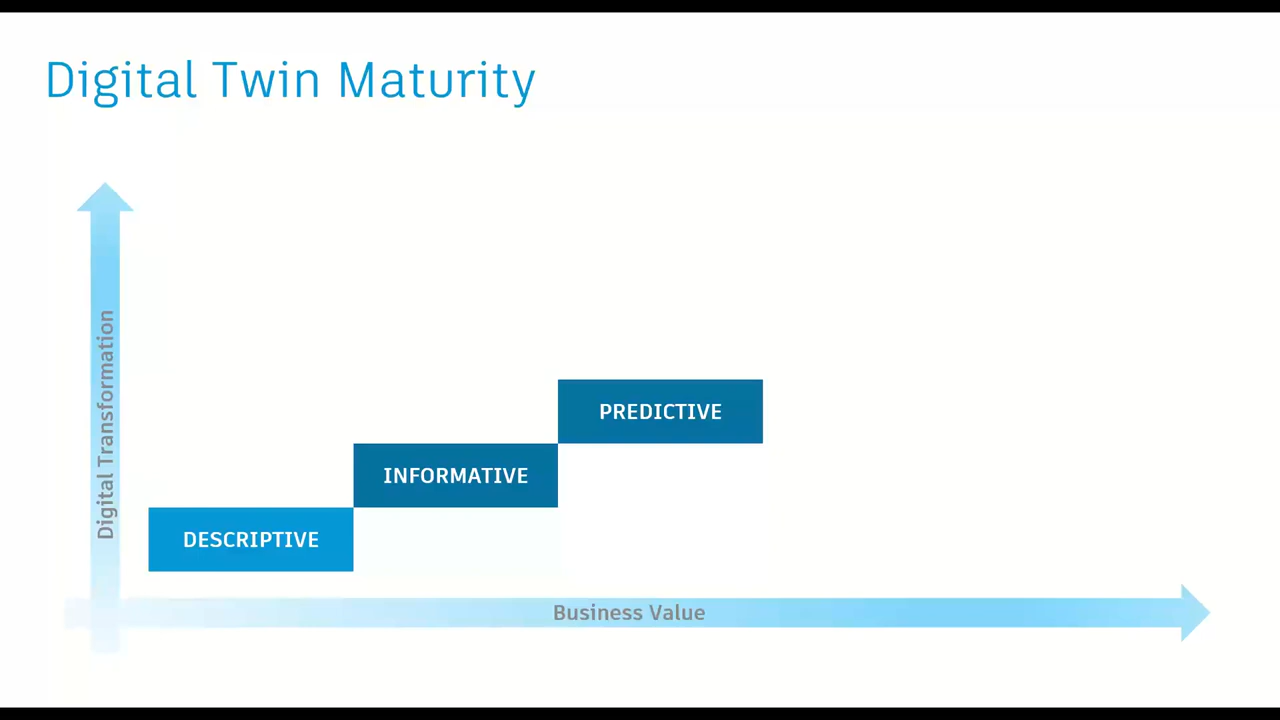 Digital Twin Maturity
Digital Transformation
PREDICTIVE
INFORMATIVE
DESCRIPTIVE
Business Value